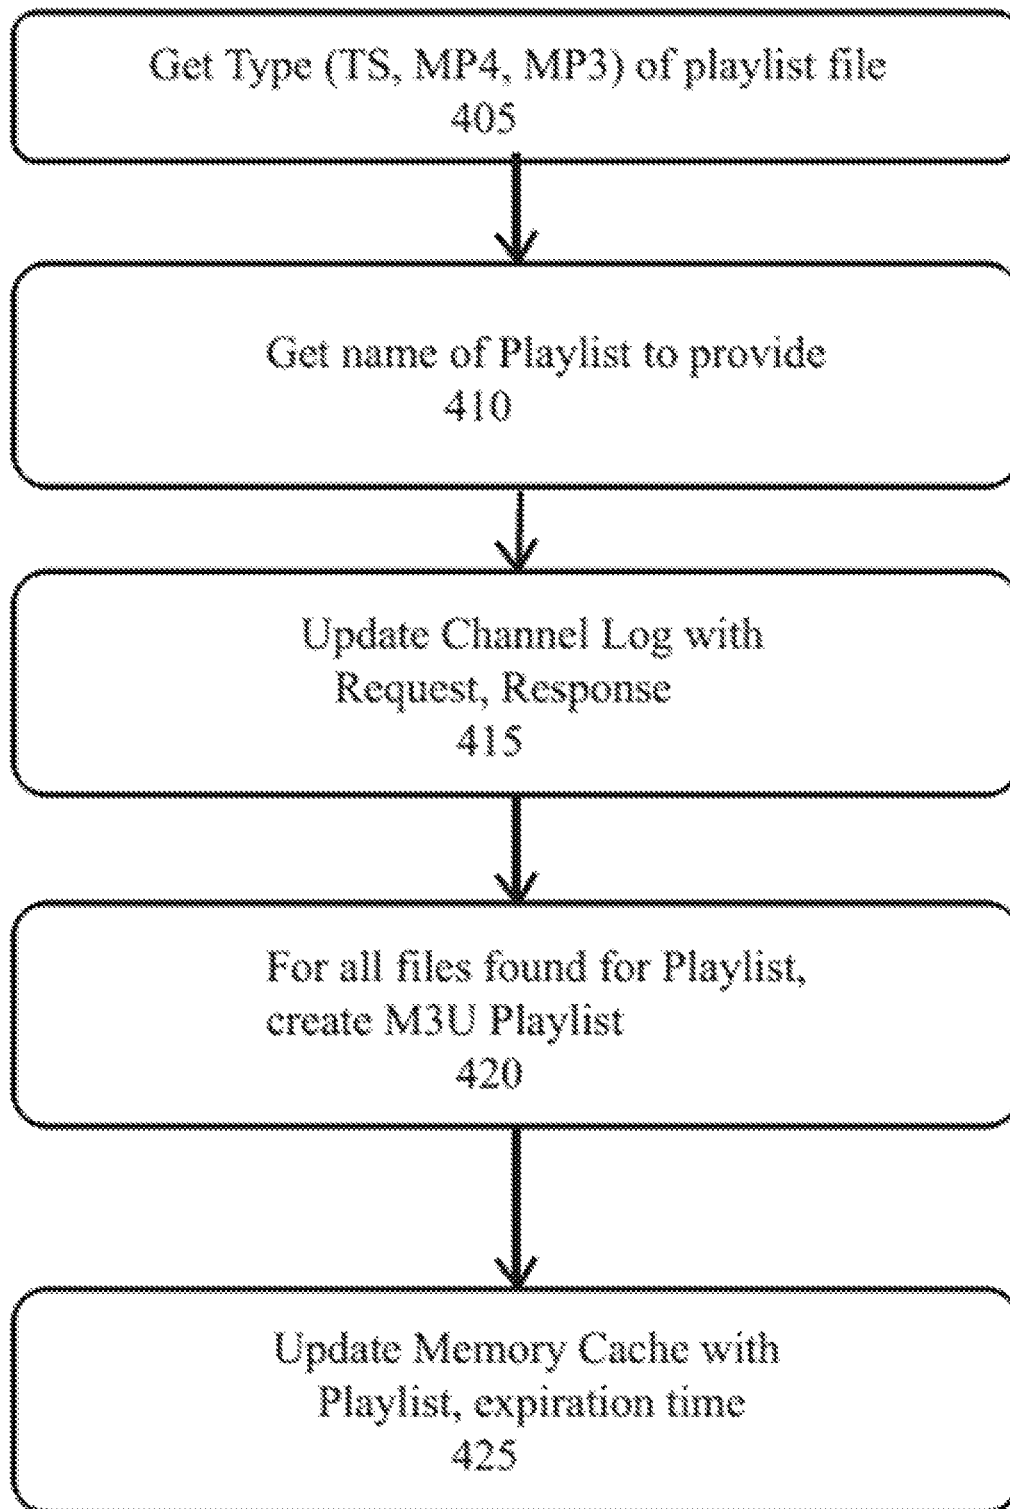 Get Type (TS, MP4, MP3) of playlist file
405
Get name of Playlist to provide
410
Update Channel Log with
Request, Response
415
For all files found for Playlist,
create M3U Playlist
420
Update Memory Cache with
Playlist, expiration time
425